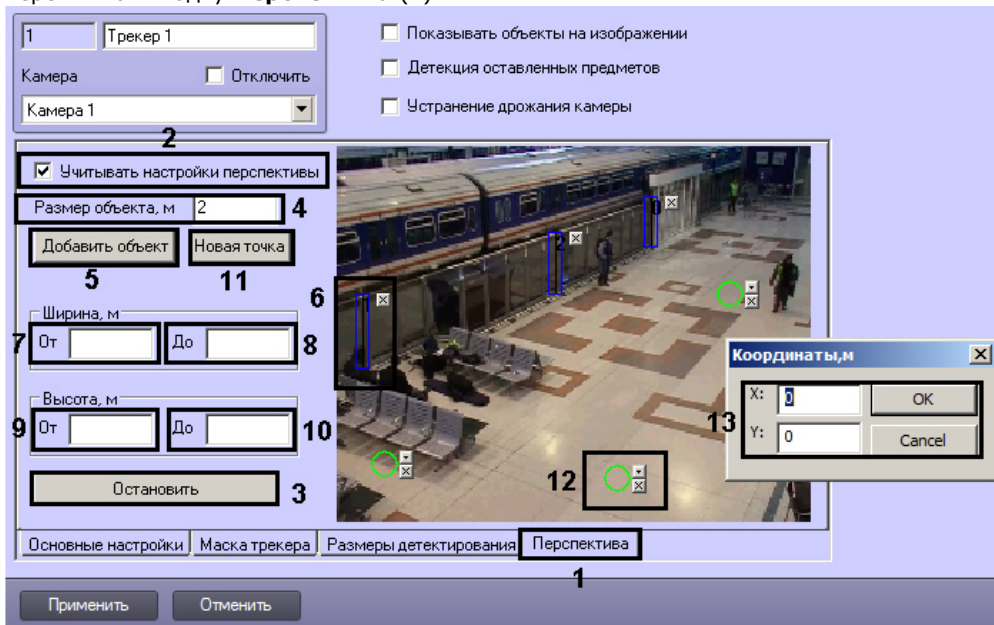 1 Трекер 1
Камера Отключить
Камера 1
Показывать объекты на изображении
Детекция оставленных предметов
Устранение дрожания камеры
2
Учитывать настройки перспективы
Размер объекта, м 2 4
Добавить объект Новая точка
5 11
6
Ширина, м
7 От До 8
Высота, м
9 От До 10
Остановить 3
1
2
0
12
Координаты,м
13
X: 0 OK
Y: 0 Cancel
Основные настройки Маска трекера Размеры детектирования Перспектива
1
Применить Отменить